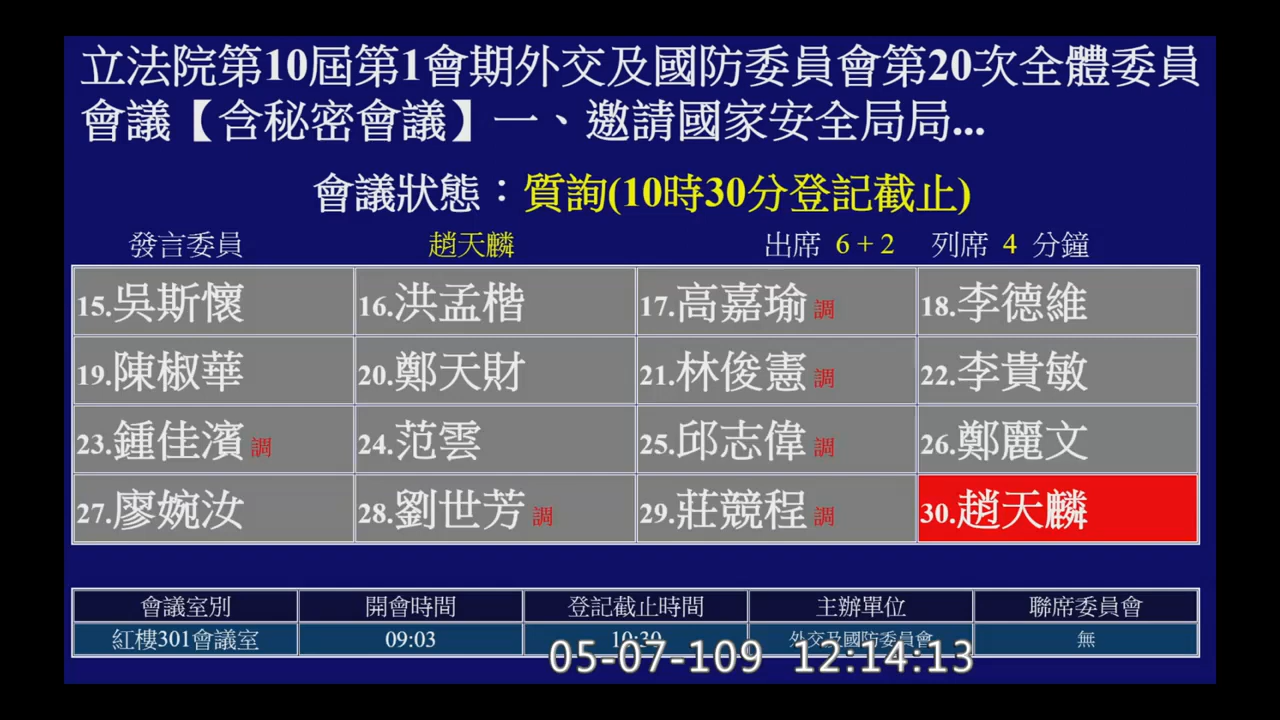 立法院第10屆第1會期外交及國防委員會第20次全體委員
會議【含秘密會議】一、邀請國家安全局局...
會議狀態：質詢(10時30分登記截止)
發言委員 趙天麟 出席 6 + 2 列席 4 分鐘
15.吳斯懷 16.洪孟楷 17.高嘉瑜 調 18.李德維
19.陳椒華 20.鄭天財 21.林俊憲 調 22.李貴敏
23.鍾佳濱 調 24.范雲 25.邱志偉 調 26.鄭麗文
27.廖婉汝 28.劉世芳 調 29.莊競程 調 30.趙天麟
會議室別 開會時間 登記截止時間 主辦單位 聯席委員會
紅樓301會議室 09:03 10:30 外交及國防委員會 無
05-07-109 12:14:13